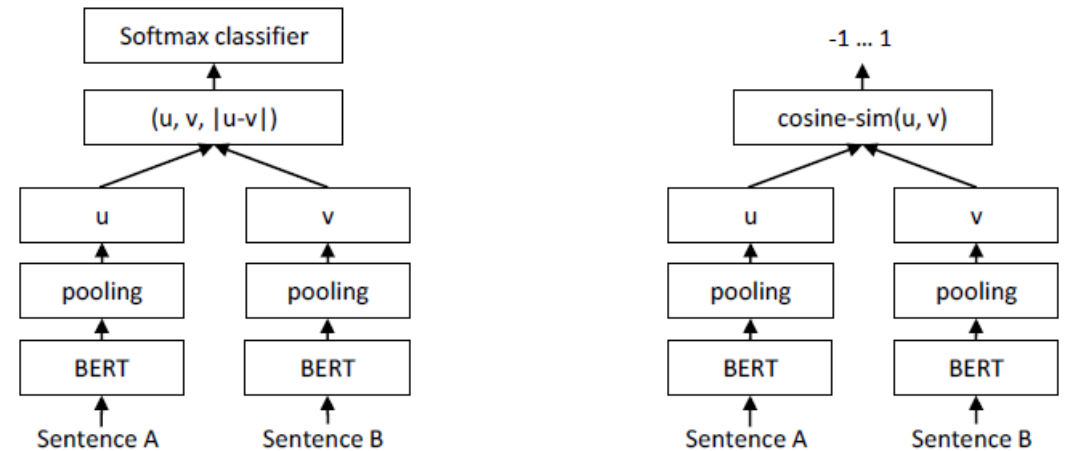 Softmax classifier
(u, v, |u-v|)
u
v
pooling
pooling
BERT
BERT
Sentence A
Sentence B
-1 … 1
cosine-sim(u, v)
u
v
pooling
pooling
BERT
BERT
Sentence A
Sentence B